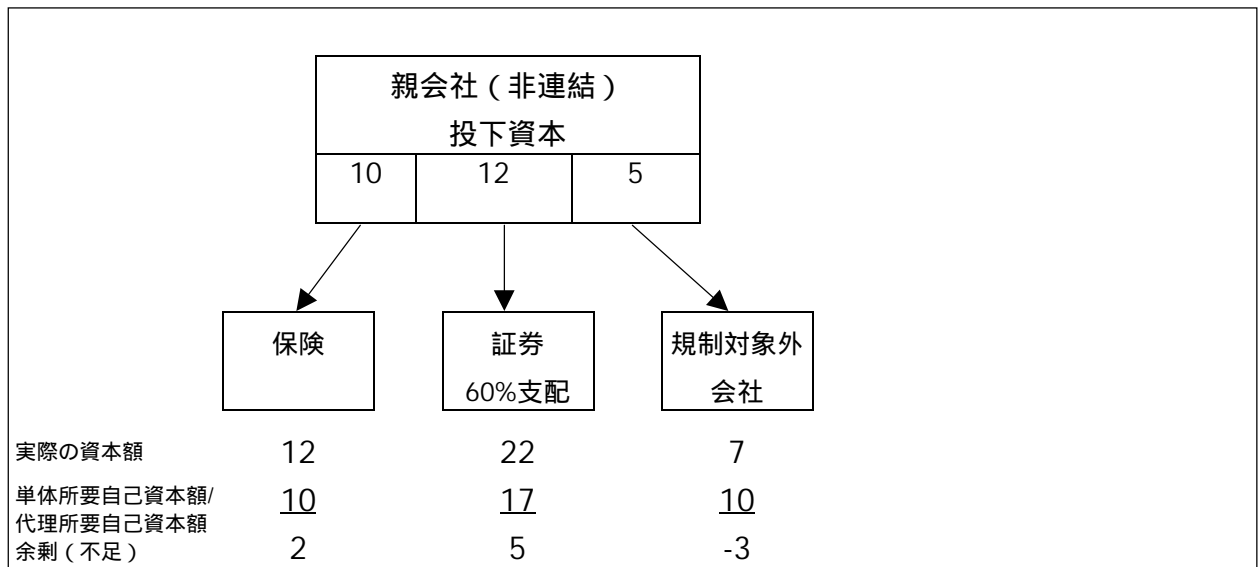 親会社（非連結）
投下資本
10 12 5
保険
証券
60%支配
規制対象外
会社
実際の資本額 12 22 7
単体所要自己資本額/
代理所要自己資本額 10 17 10
余剰（不足） 2 5 -3